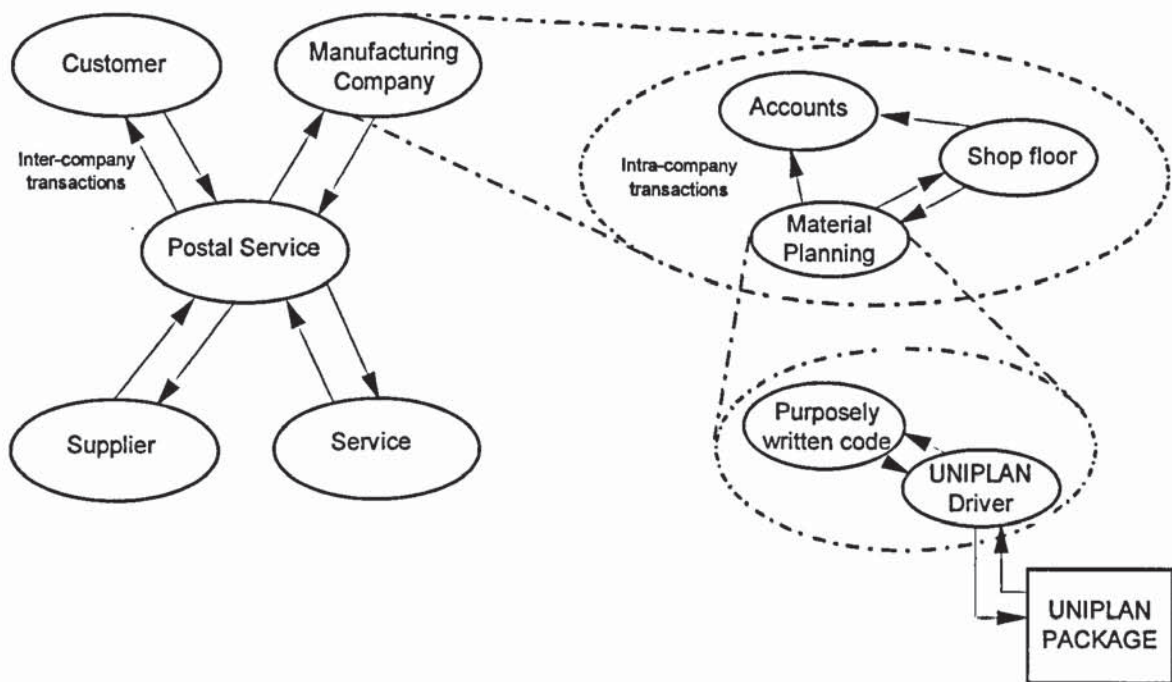 Customer
Manufacturing
Company
Inter-company
transactions
Postal Service
Supplier
Service
Accounts
Shop floor
Intra-company
transactions
Material
Planning
Purposely
written code
UNIPLAN
Driver
UNIPLAN
PACKAGE